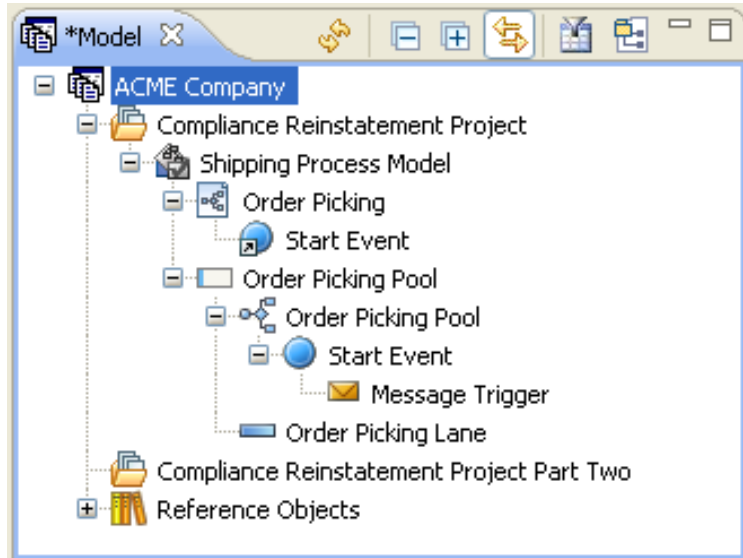 *Model
ACME Company
Compliance Reinstatement Project
Shipping Process Model
Order Picking
Start Event
Order Picking Pool
Order Picking Pool
Start Event
Message Trigger
Order Picking Lane
Compliance Reinstatement Project Part Two
Reference Objects